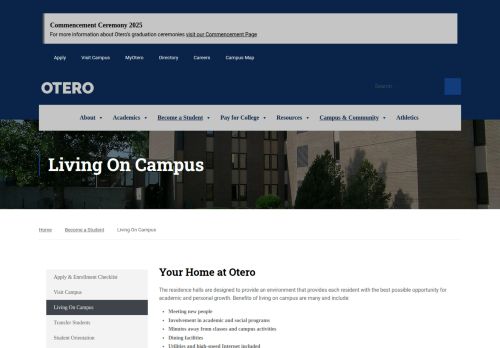 Commencement Ceremony 2025
For more information about Otero's graduation ceremonies visit our Commencement Page
Apply Visit Campus MyOtero Directory Careers Campus Map
OTERO
Search
About Academics Become a Student Pay for College Resources Campus & Community Athletics
Living On Campus
Home Become a Student Living On Campus
Your Home at Otero
Apply & Enrollment Checklist
Visit Campus
Living On Campus
Transfer Students
Student Orientation
The residence halls are designed to provide an environment that provides each resident with the best possible opportunity for
academic and personal growth. Benefits of living on campus are many and include:
• Meeting new people
• Involvement in academic and social programs
• Minutes away from classes and campus activities
• Dining facilities
• Utilities and high-speed Internet included